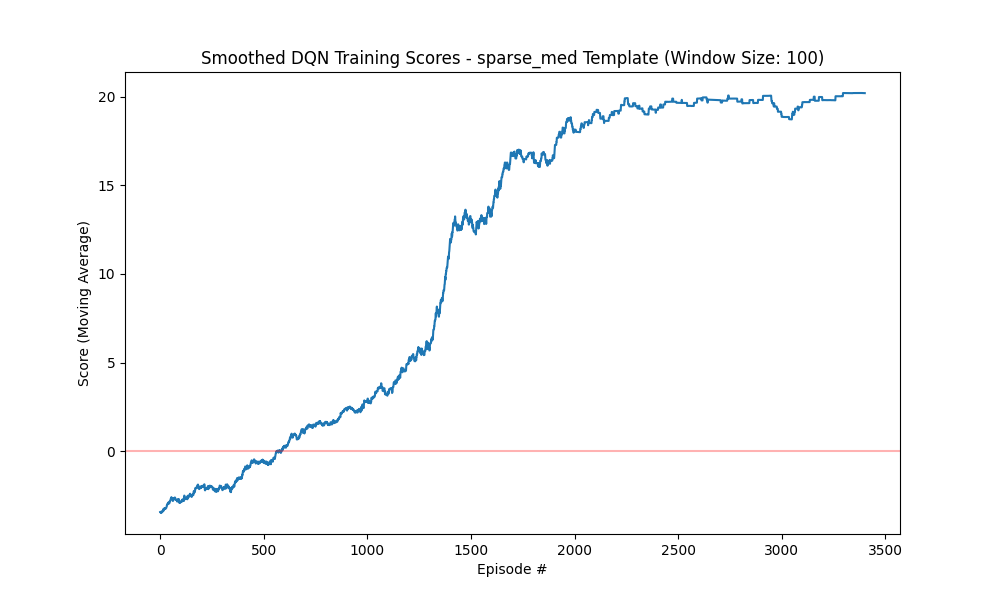 Smoothed DQN Training Scores - sparse_med Template (Window Size: 100)
Score (Moving Average)
20
15
10
5
0
0 500 1000 1500 2000 2500 3000 3500
Episode #